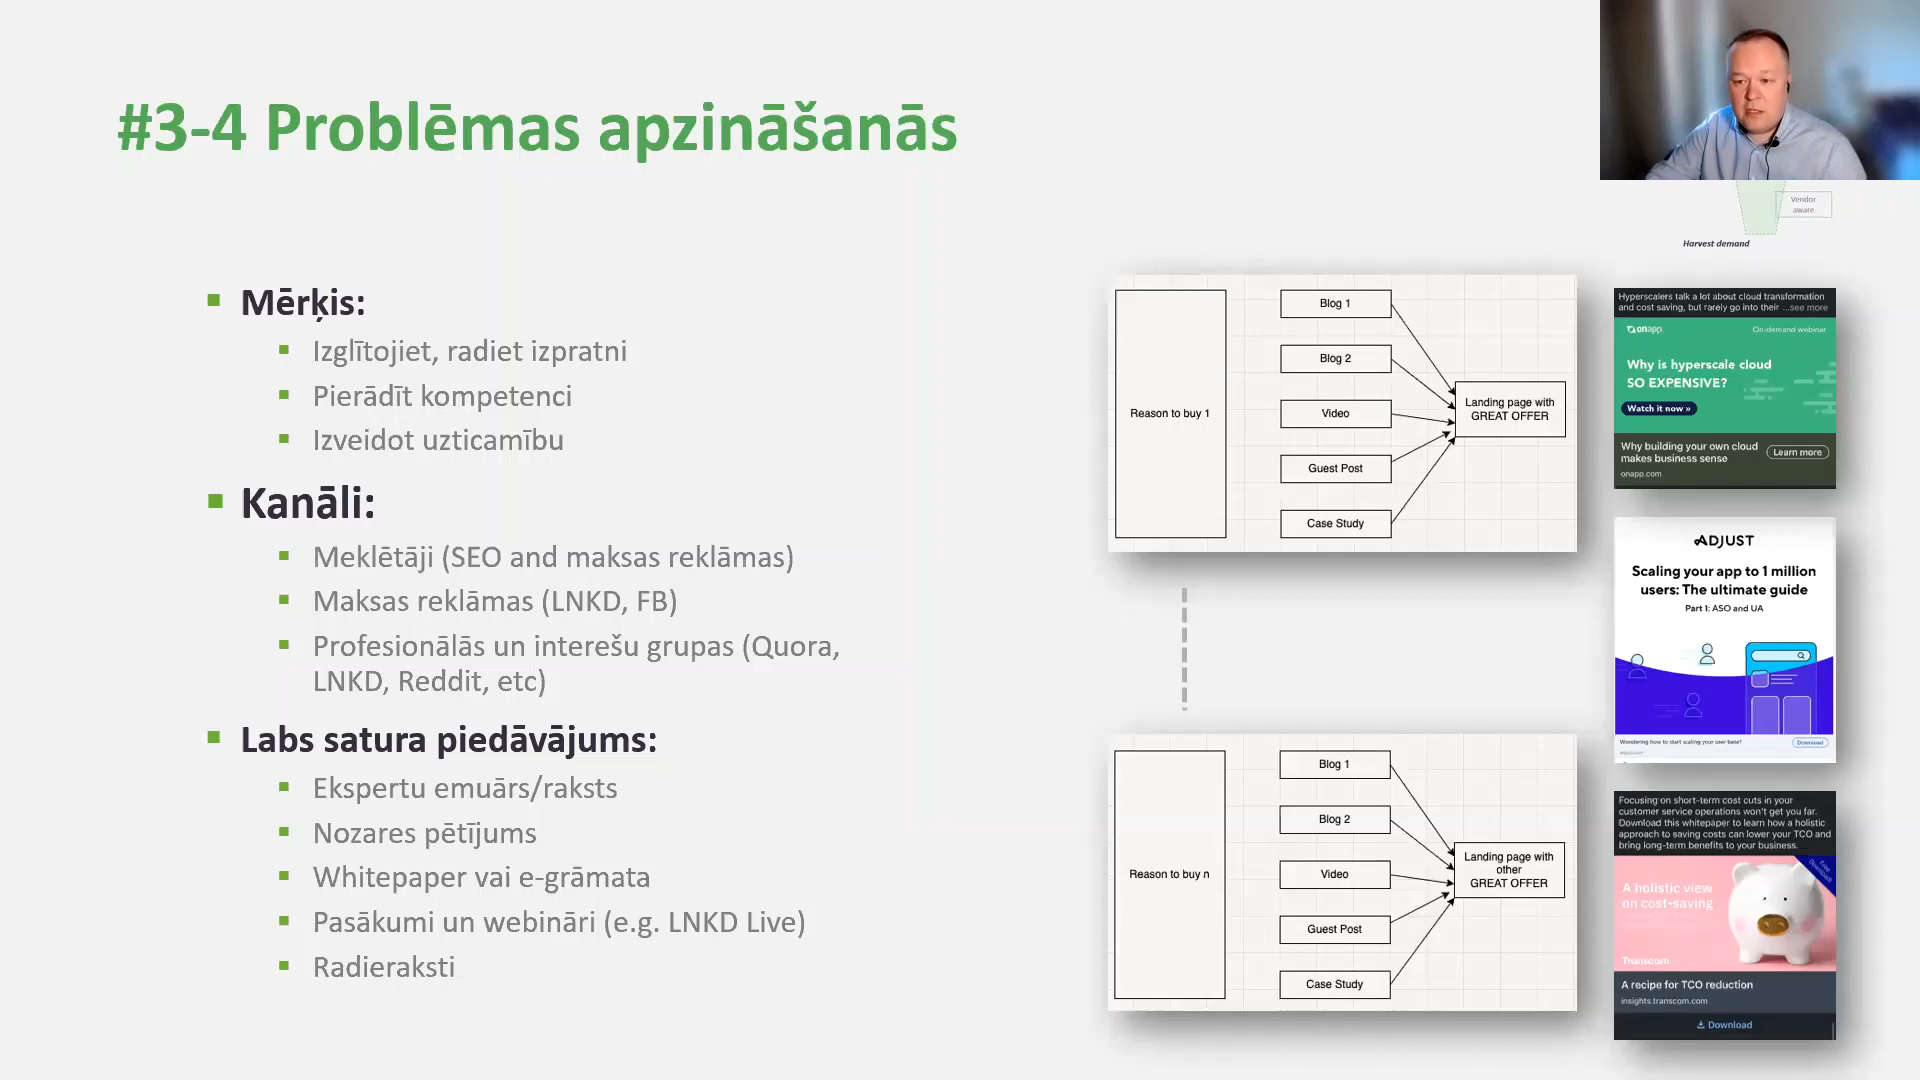 #3-4 Problēmas apzināšanās
Mērķis:
Izglītojiet, radiet izpratni
Pierādīt kompetenci
Izveidot uzticamību
Kanāli:
Meklētāji (SEO and maksas reklāmas)
Maksas reklāmas (LNKD, FB)
Profesionālās un interešu grupas (Quora,
LNKD, Reddit, etc)
Labs satura piedāvājums:
Ekspertu emuārs/raksts
Nozares pētījums
Whitepaper vai e-grāmata
Pasākumi un webināri (e.g. LNKD Live)
Radieraksti
Reason to buy 1
Blog 1
Blog 2
Video
Guest Post
Case Study
Landing page with
GREAT OFFER
Reason to buy n
Blog 1
Blog 2
Video
Guest Post
Case Study
Landing page with
other
GREAT OFFER
Vendor
aware
Harvest demand
Hyperscalers talk a lot about cloud transformation
and cost saving, but rarely go into their ...see more
onapp
On-demand webinar
Why is hyperscale cloud
SO EXPENSIVE?
Watch it now »
Why building your own cloud
makes business sense
Learn more
onapp.com
ADJUST
Scaling your app to 1 million
users: The ultimate guide
Part 1: ASO and UA
Wondering how to start scaling your user base?
Download
Focusing on short-term cost cuts in your
customer service operations won't get you far.
Download this whitepaper to learn how a holistic
approach to saving costs can lower your TCO and
bring long-term benefits to your business.
Free
Download!
A holistic view
on cost-saving
Transcom
A recipe for TCO reduction
insights.transcom.com
Download